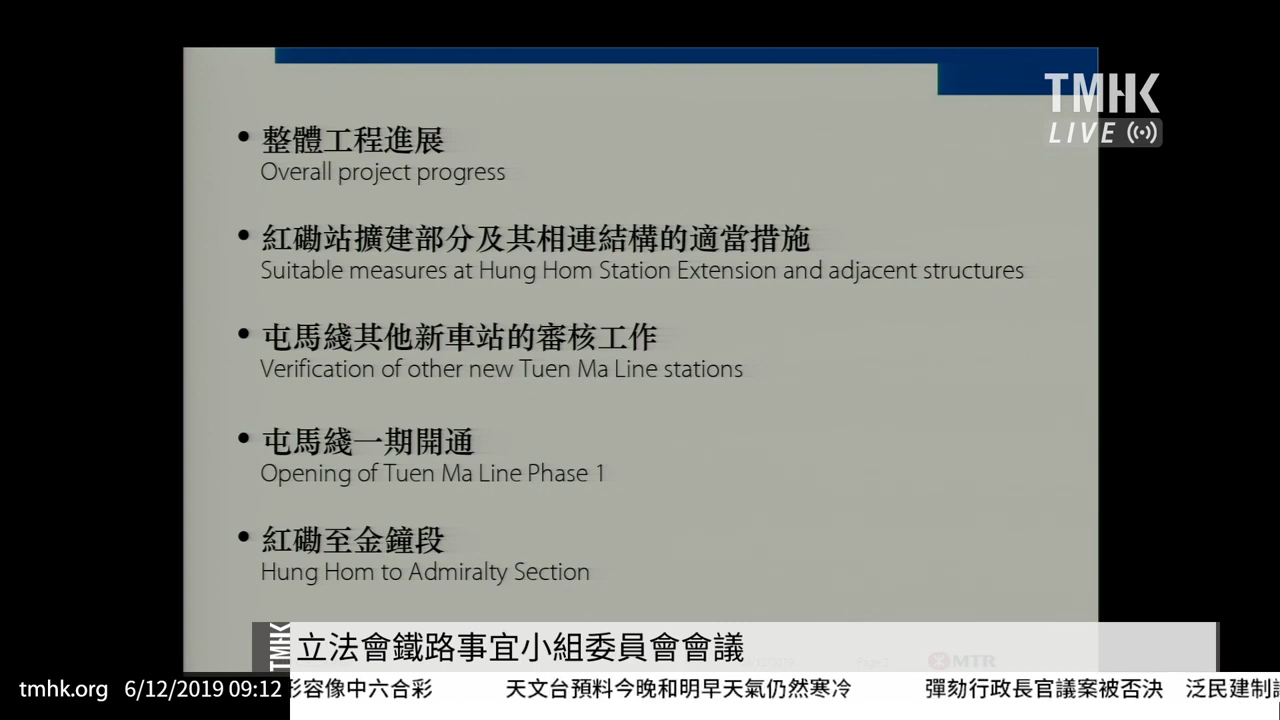 TMHK
LIVE
• 整體工程進展
Overall project progress
• 紅磡站擴建部分及其相連結構的適當措施
Suitable measures at Hung Hom Station Extension and adjacent structures
• 屯馬綫其他新車站的審核工作
Verification of other new Tuen Ma Line stations
• 屯馬綫一期開通
Opening of Tuen Ma Line Phase 1
• 紅磡至金鐘段
Hung Hom to Admiralty Section
TMHK
立法會鐵路事宜小組委員會會議
MTR
tmhk.org 6/12/2019 09:12
形容像中六合彩 天文台預料今晚和明早天氣仍然寒冷 彈劾行政長官議案被否決 泛民建制